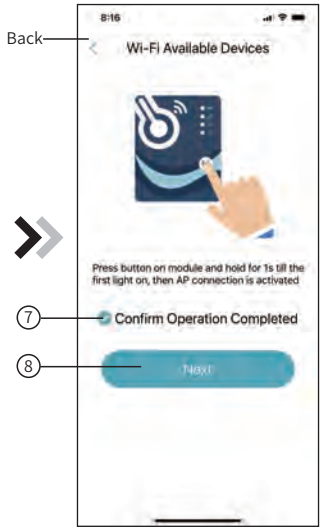 8:16
Back
Wi-Fi Available Devices
Press button on module and hold for 1s till the
first light on, then AP connection is activated
7
Confirm Operation Completed
8
Next